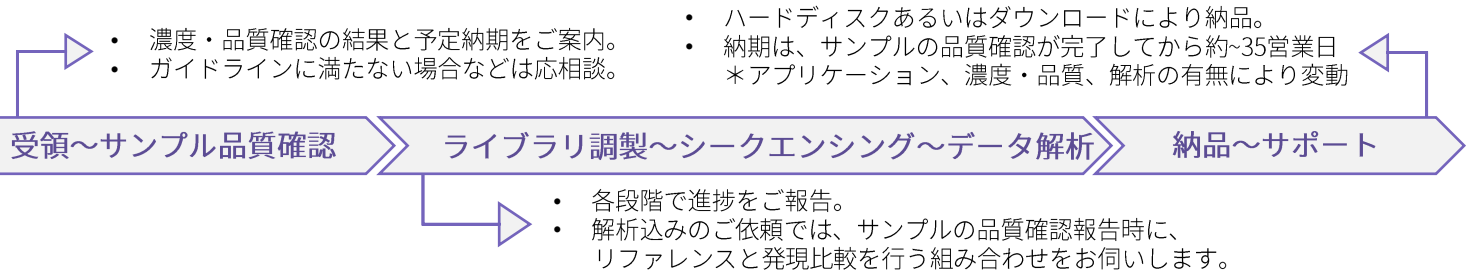 • 濃度・品質確認の結果と予定納期をご案内。
• ガイドラインに満たない場合などは応相談。
• ハードディスクあるいはダウンロードにより納品。
• 納期は、サンプルの品質確認が完了してから約~35営業日
＊アプリケーション、濃度・品質、解析の有無により変動
受領～サンプル品質確認
ライブラリ調製～シークエンシング～データ解析
納品～サポート
• 各段階で進捗をご報告。
• 解析込みのご依頼では、サンプルの品質確認報告時に、
リファレンスと発現比較を行う組み合わせをお伺いします。